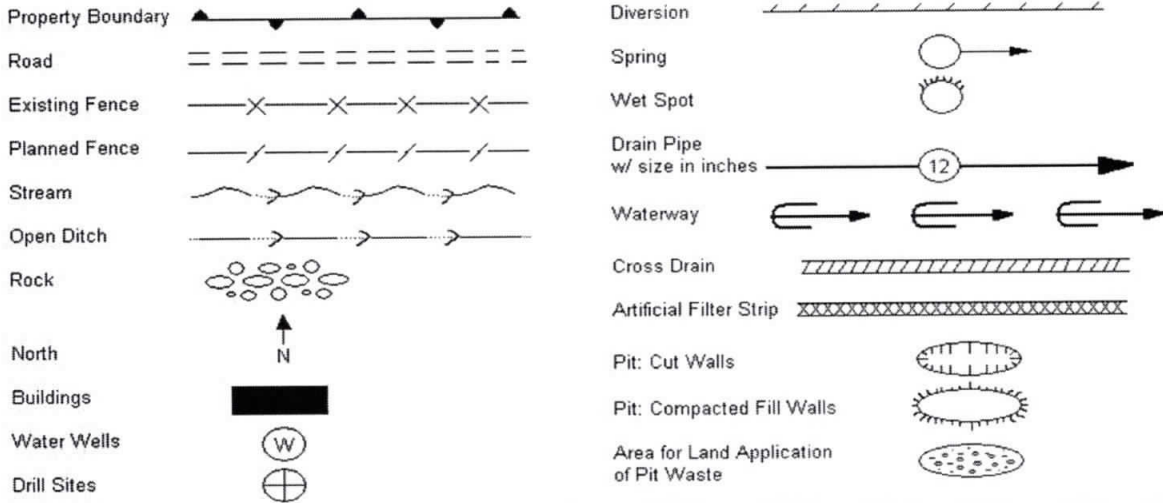 Property Boundary
Road
Existing Fence
Planned Fence
Stream
Open Ditch
Rock
North
N
Buildings
Water Wells
W
Drill Sites
Diversion
Spring
Wet Spot
Drain Pipe
w/ size in inches
12
Waterway
Cross Drain
Artificial Filter Strip
Pit: Cut Walls
Pit: Compacted Fill Walls
Area for Land Application
of Pit Waste